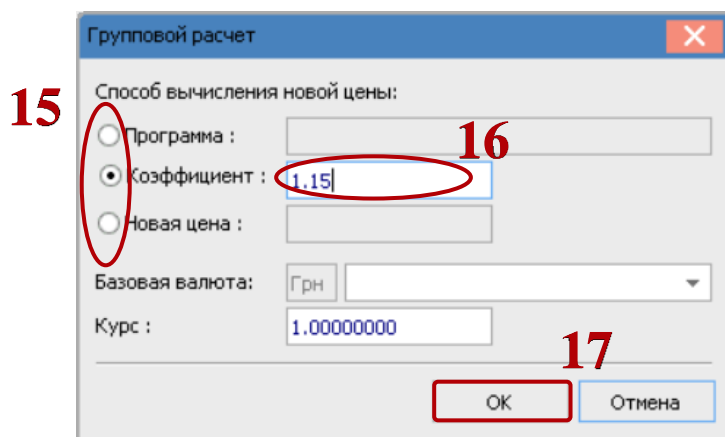 Групповой расчет
Способ вычисления новой цены:
15
Программа :
16
Коэффициент : 1.15
Новая цена :
Базовая валюта: Грн
Курс : 1.00000000
17
ОК Отмена